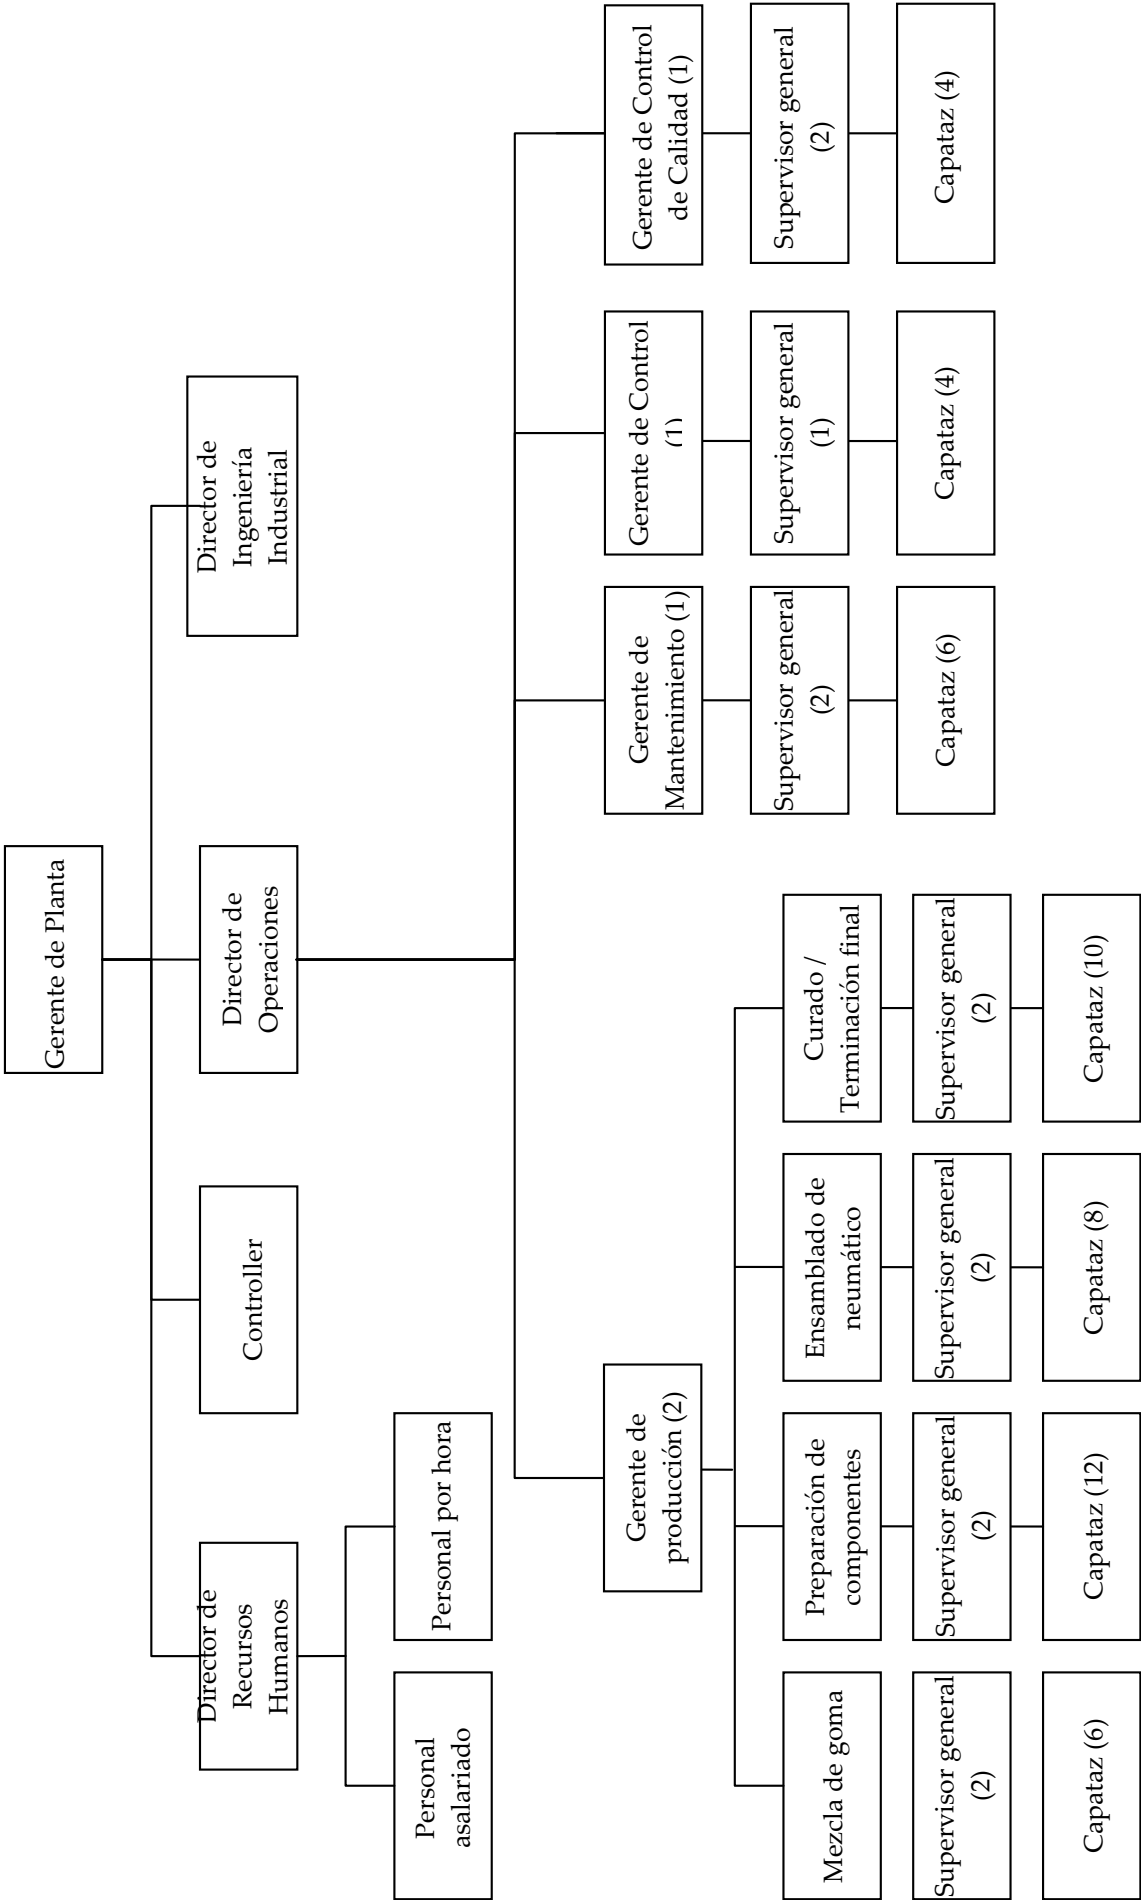 Gerente de Planta
Director de
Recursos
Humanos
Controller
Director de
Operaciones
Director de
Ingeniería
Industrial
Personal
asalariado
Personal por hora
Gerente de
producción (2)
Gerente de
Mantenimiento (1)
Gerente de Control
(1)
Gerente de Control
de Calidad (1)
Supervisor general
(2)
Supervisor general
(1)
Supervisor general
(2)
Capataz (6)
Capataz (4)
Capataz (4)
Mezcla de goma
Preparación de
componentes
Ensamblado de
neumático
Curado /
Terminación final
Supervisor general
(2)
Supervisor general
(2)
Supervisor general
(2)
Supervisor general
(2)
Capataz (6)
Capataz (12)
Capataz (8)
Capataz (10)